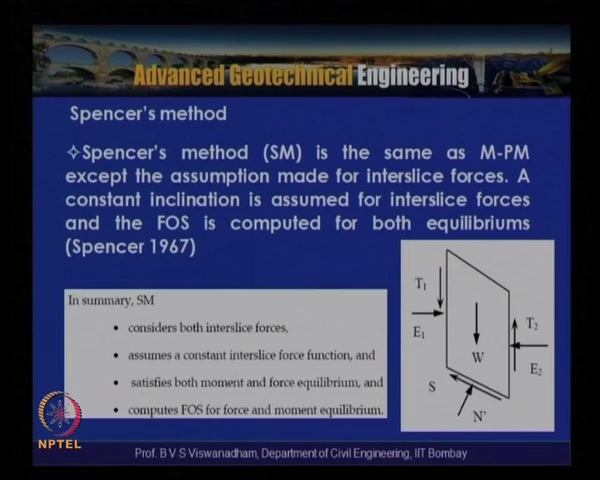 Advanced Geotechnical Engineering
Spencer's method
✧Spencer's method (SM) is the same as M-PM
except the assumption made for interslice forces. A
constant inclination is assumed for interslice forces
and the FOS is computed for both equilibriums
(Spencer 1967)
In summary, SM
• considers both interslice forces,
• assumes a constant interslice force function, and
• satisfies both moment and force equilibrium, and
• computes FOS for force and moment equilibrium.
T₁
E₁
W
T₂
E₂
S
N'
NPTEL
Prof. B V S Viswanadham, Department of Civil Engineering, IIT Bombay